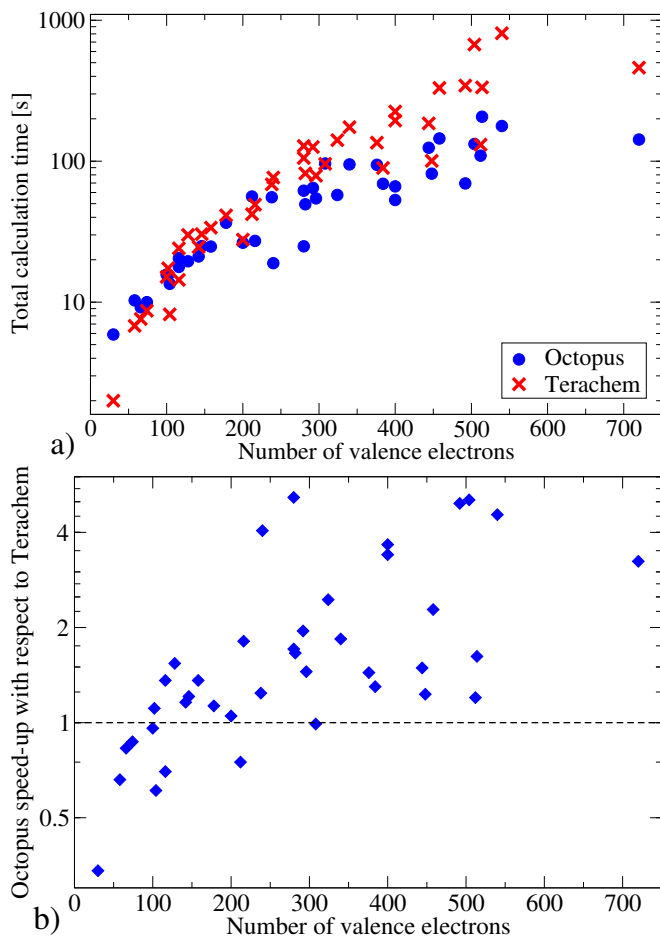 1000
100
10
Total calculation time [s]
Octopus
Terachem
0 100 200 300 400 500 600 700
Number of valence electrons
a)
4
2
1
0.5
Octopus speed-up with respect to Terachem
0 100 200 300 400 500 600 700
Number of valence electrons
b)